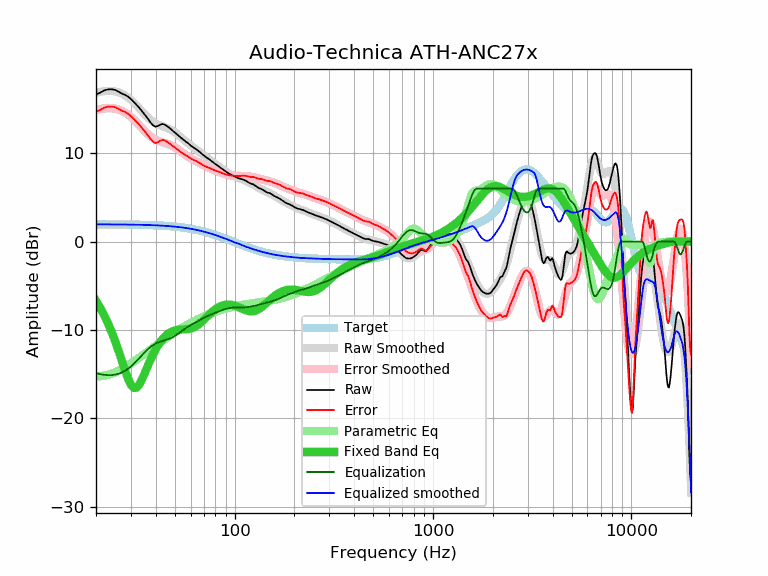 Audio-Technica ATH-ANC27x
Amplitude (dBr)
10
0
−10
−20
−30
Target
Raw Smoothed
Error Smoothed
Raw
Error
Parametric Eq
Fixed Band Eq
Equalization
Equalized smoothed
100
1000
10000
Frequency (Hz)